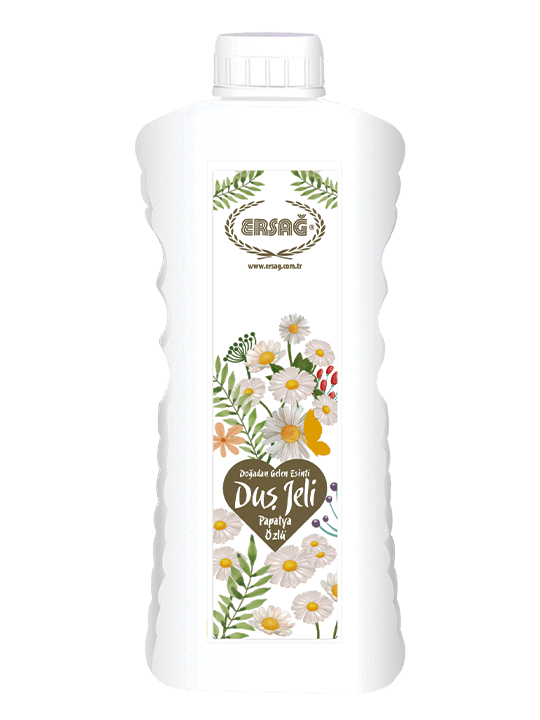 ERSAĞ®
www.ersag.com.tr
Doğadan Gelen Esinti
Duş Jeli
Papatya
Özlü